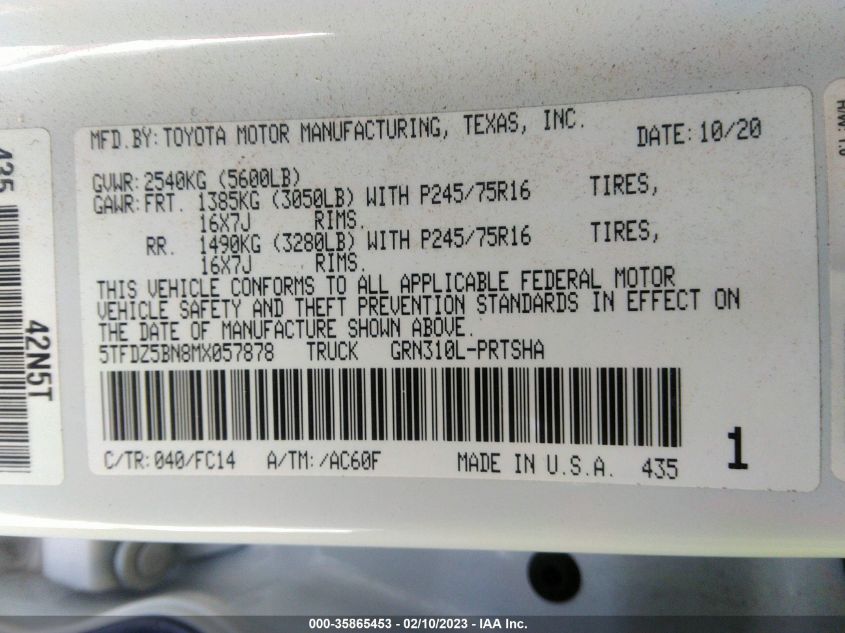 MFD.BY: TOYOTA MOTOR MANUFACTURING, TEXAS, INC. DATE: 10/20
GVWR: 2540KG (5600LB)
GAWR: FRT. 1385KG (3050LB) WITH P245/75R16 TIRES,
16X7J RIMS.
RR. 1490KG (3280LB) WITH P245/75R16 TIRES,
16X7J RIMS.
THIS VEHICLE CONFORMS TO ALL APPLICABLE FEDERAL MOTOR
VEHICLE SAFETY AND THEFT PREVENTION STANDARDS IN EFFECT ON
THE DATE OF MANUFACTURE SHOWN ABOVE.
5TFDZ5BN8MX057878 TRUCK GRN310L-PRTSHA
C/TR: 040/FC14 A/TM: /AC60F MADE IN U.S.A. 435 1
435
42N5T
000-35865453 - 02/10/2023 - IAA Inc.